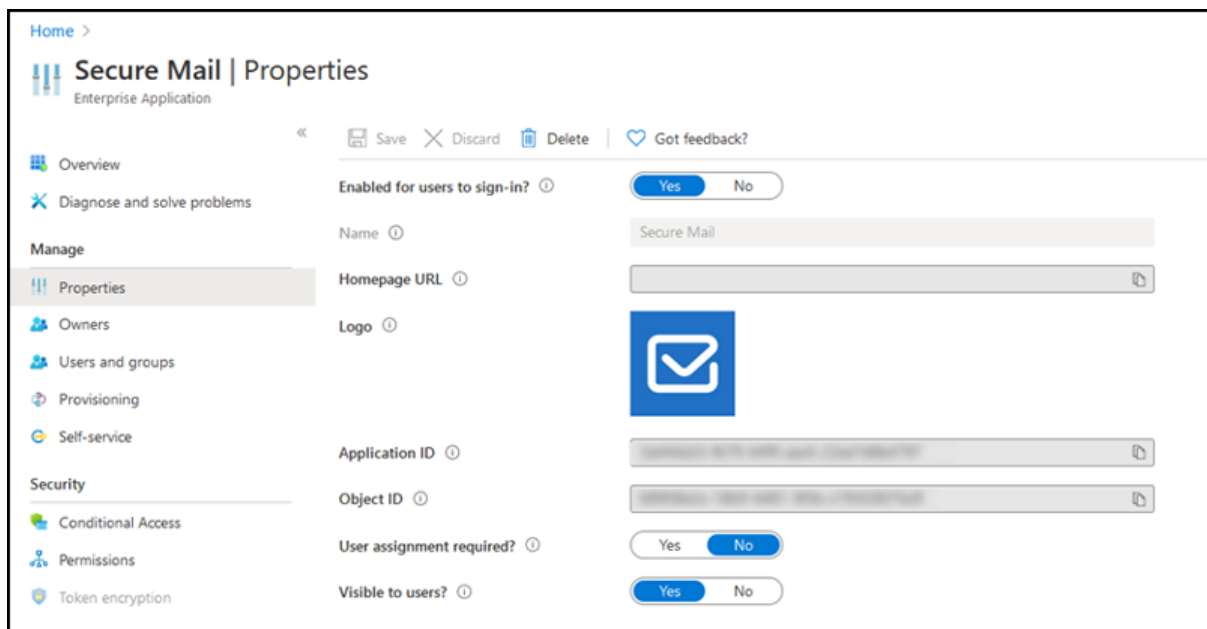 Home >
Secure Mail | Properties
Enterprise Application
«
Save Discard Delete Got feedback?
Overview
Diagnose and solve problems
Manage
Properties
Owners
Users and groups
Provisioning
Self-service
Security
Conditional Access
Permissions
Token encryption
Enabled for users to sign-in? Yes No
Name Secure Mail
Homepage URL
Logo
Application ID
Object ID
User assignment required? Yes No
Visible to users? Yes No